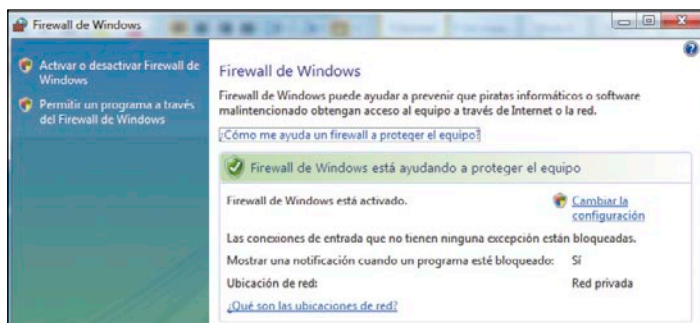 Firewall de Windows
Activar o desactivar Firewall de
Windows
Permitir un programa a través
del Firewall de Windows
Firewall de Windows
Firewall de Windows puede ayudar a prevenir que piratas informáticos o software
malintencionado obtengan acceso al equipo a través de Internet o la red.
¿Cómo me ayuda un firewall a proteger el equipo?
Firewall de Windows está ayudando a proteger el equipo
Firewall de Windows está activado.
Cambiar la
configuración
Las conexiones de entrada que no tienen ninguna excepción están bloqueadas.
Mostrar una notificación cuando un programa esté bloqueado: Sí
Ubicación de red: Red privada
¿Qué son las ubicaciones de red?